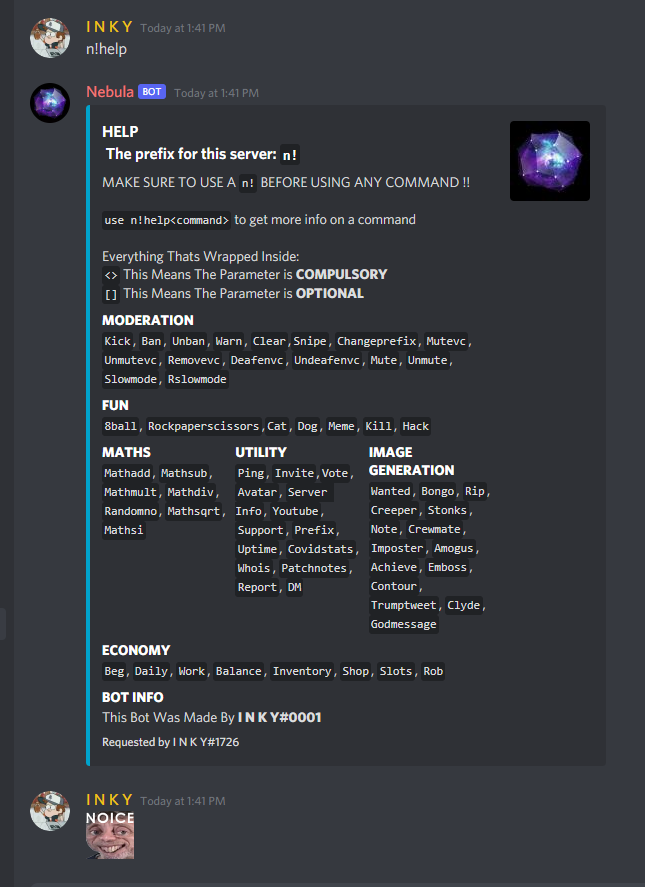 I N K Y Today at 1:41 PM
n!help
Nebula BOT Today at 1:41 PM
HELP
The prefix for this server: n!
MAKE SURE TO USE A n! BEFORE USING ANY COMMAND !!
use n!help<command> to get more info on a command
Everything Thats Wrapped Inside:
<> This Means The Parameter is COMPULSORY
[] This Means The Parameter is OPTIONAL
MODERATION
Kick, Ban, Unban, Warn, Clear,Snipe, Changeprefix, Mutevc,
Unmutevc, Removevc, Deafenvc, Undeafenvc, Mute, Unmute,
Slowmode, Rslowmode
FUN
8ball, Rockpaperscissors,Cat, Dog, Meme, Kill, Hack
MATHS
Mathadd, Mathsub,
Mathmult, Mathdiv,
Randomno, Mathsqrt,
Mathsi
UTILITY
Ping, Invite,Vote,
Avatar, Server
Info, Youtube,
Support, Prefix,
Uptime, Covidstats,
Whois, Patchnotes,
Report, DM
IMAGE
GENERATION
Wanted, Bongo, Rip,
Creeper, Stonks,
Note, Crewmate,
Imposter, Amogus,
Achieve, Emboss,
Contour,
Trumptweet, Clyde,
Godmessage
ECONOMY
Beg, Daily, Work, Balance, Inventory, Shop, Slots, Rob
BOT INFO
This Bot Was Made By I N K Y#0001
Requested by I N K Y#1726
I N K Y Today at 1:41 PM
NOICE